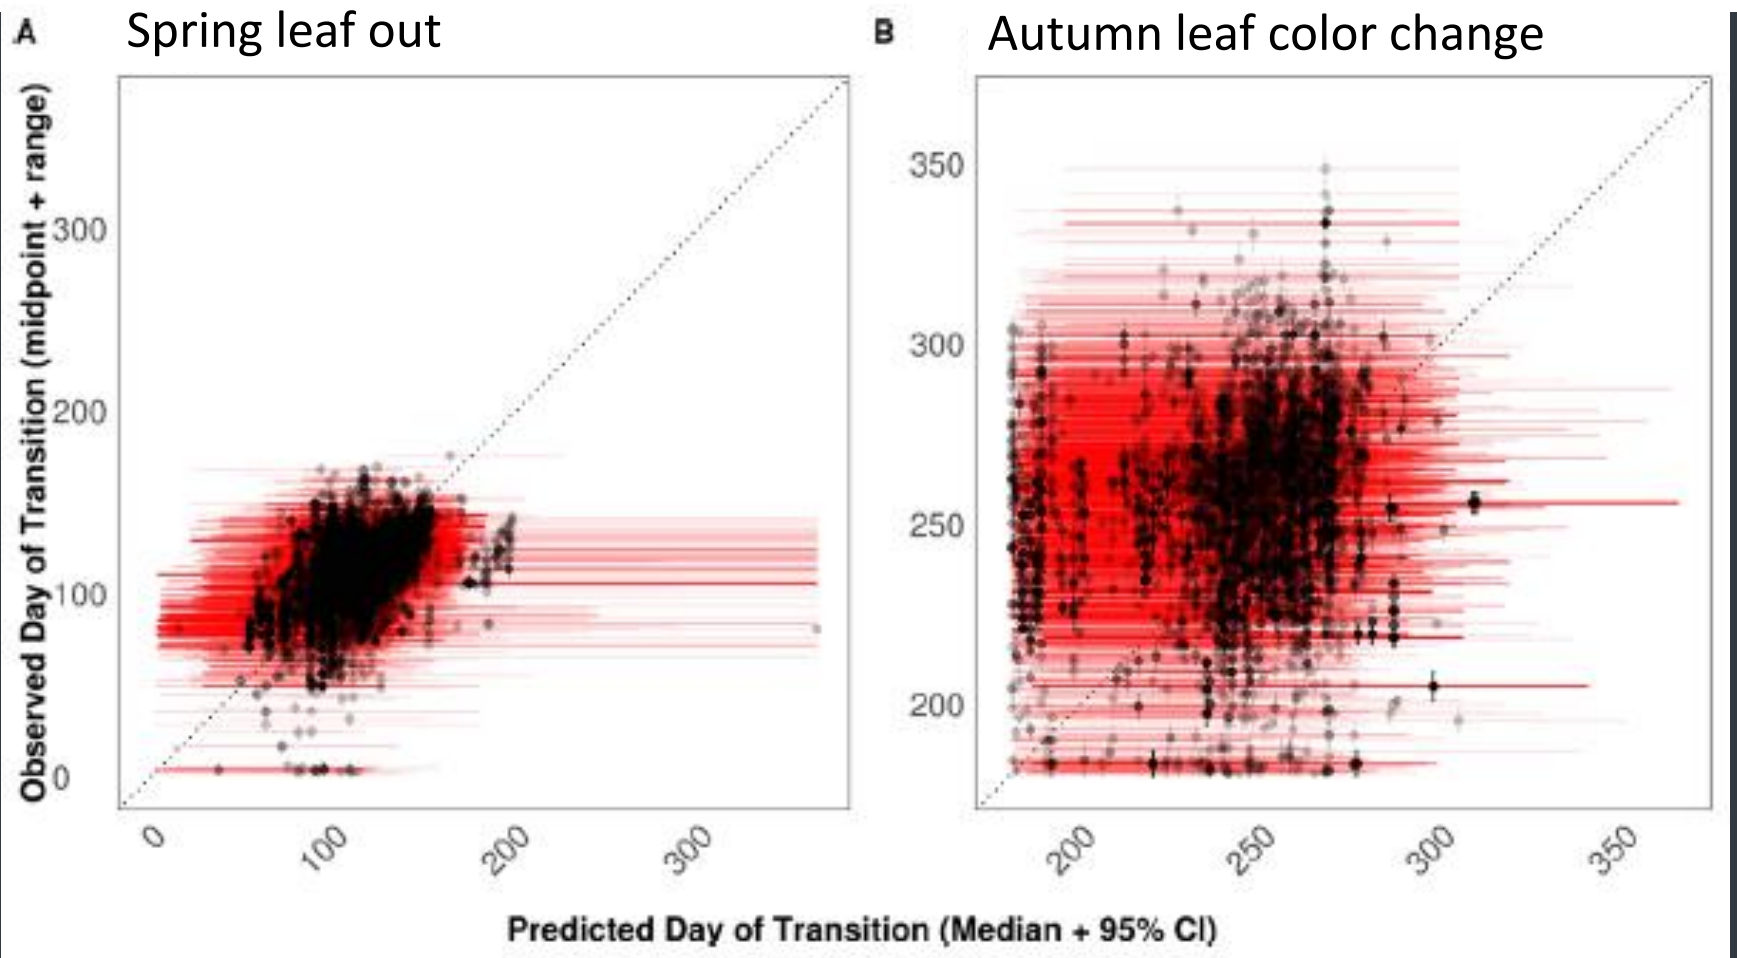 A Spring leaf out
B Autumn leaf color change
Observed Day of Transition (midpoint + range)
300
200
100
0
0 100 200 300
350
300
250
200
200 250 300 350
Predicted Day of Transition (Median + 95% CI)